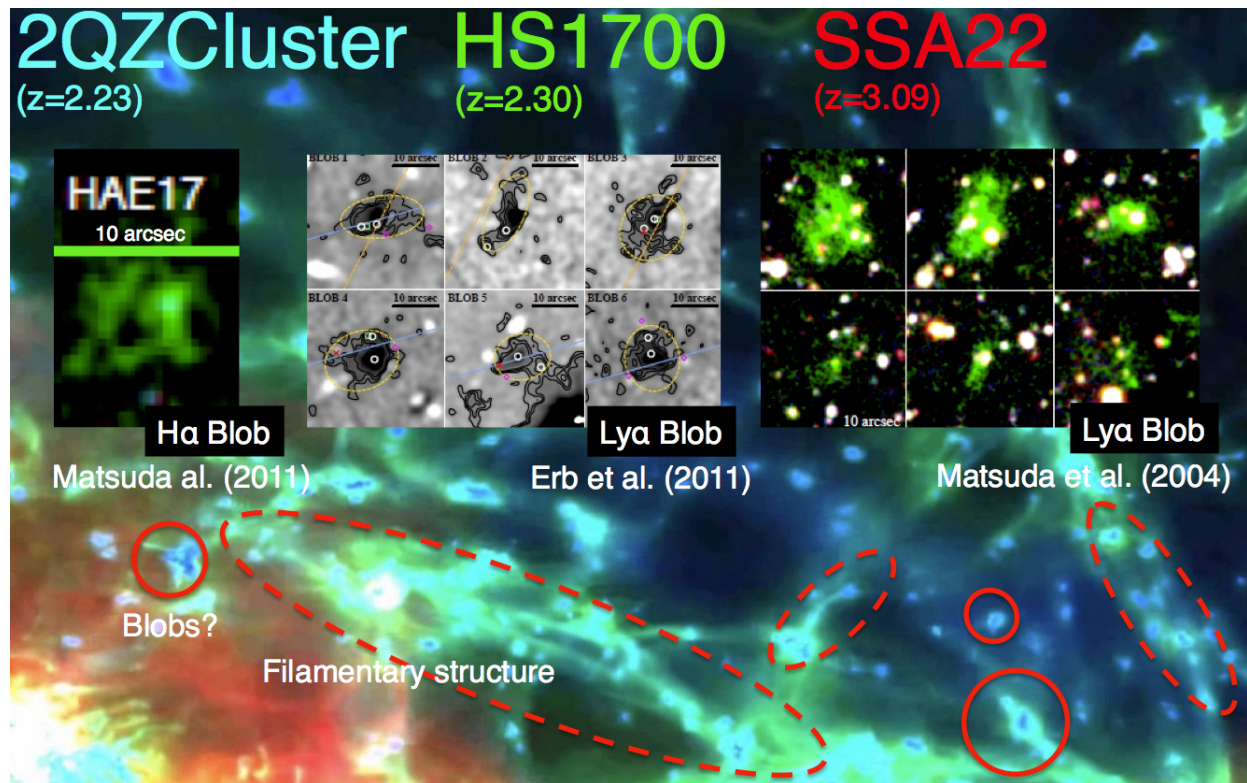 2QZCluster
(z=2.23)
HS1700
(z=2.30)
SSA22
(z=3.09)
HAE17
10 arcsec
BLOB 1
10 arcsec
BLOB 2
10 arcsec
BLOB 3
10 arcsec
BLOB 4
10 arcsec
BLOB 5
10 arcsec
BLOB 6
10 arcsec
10 arcsec
Hα Blob
Lyα Blob
Lyα Blob
Matsuda al. (2011)
Erb et al. (2011)
Matsuda et al. (2004)
Blobs?
Filamentary structure